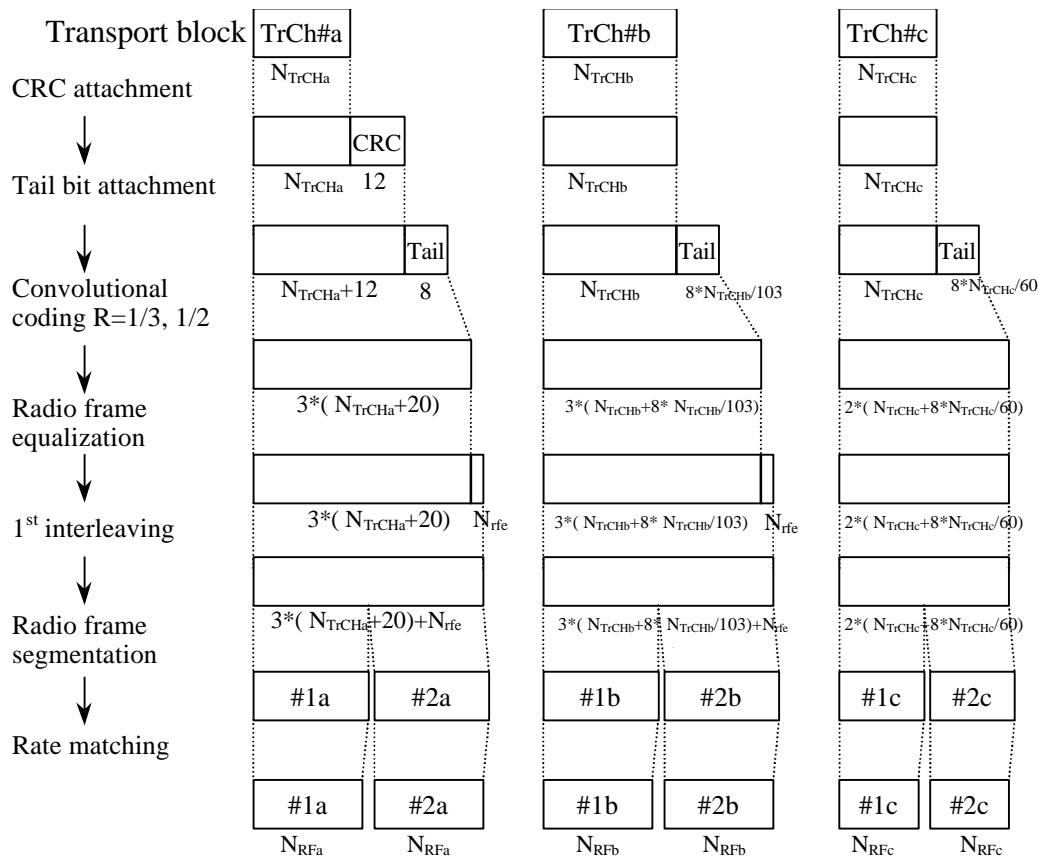 Transport block TrCh#a TrCh#b TrCh#c
N_TrCHa N_TrCHb N_TrCHc
CRC attachment
CRC
N_TrCHa 12 N_TrCHb N_TrCHc
Tail bit attachment
Tail Tail Tail
N_TrCHa+12 8 N_TrCHb 8*N_TrCHb/103 N_TrCHc 8*N_TrCHc/60
Convolutional
coding R=1/3, 1/2
3*( N_TrCHa+20) 3*( N_TrCHb+8* N_TrCHb/103) 2*( N_TrCHc+8*N_TrCHc/60)
Radio frame
equalization
3*( N_TrCHa+20) N_rfe 3*( N_TrCHb+8* N_TrCHb/103) N_rfe 2*( N_TrCHc+8*N_TrCHc/60)
1st interleaving
3*( N_TrCHa+20)+N_rfe 3*( N_TrCHb+8* N_TrCHb/103)+N_rfe 2*( N_TrCHc+8*N_TrCHc/60)
Radio frame
segmentation
#1a #2a #1b #2b #1c #2c
Rate matching
#1a #2a #1b #2b #1c #2c
N_RFa N_RFa N_RFb N_RFb N_RFc N_RFc